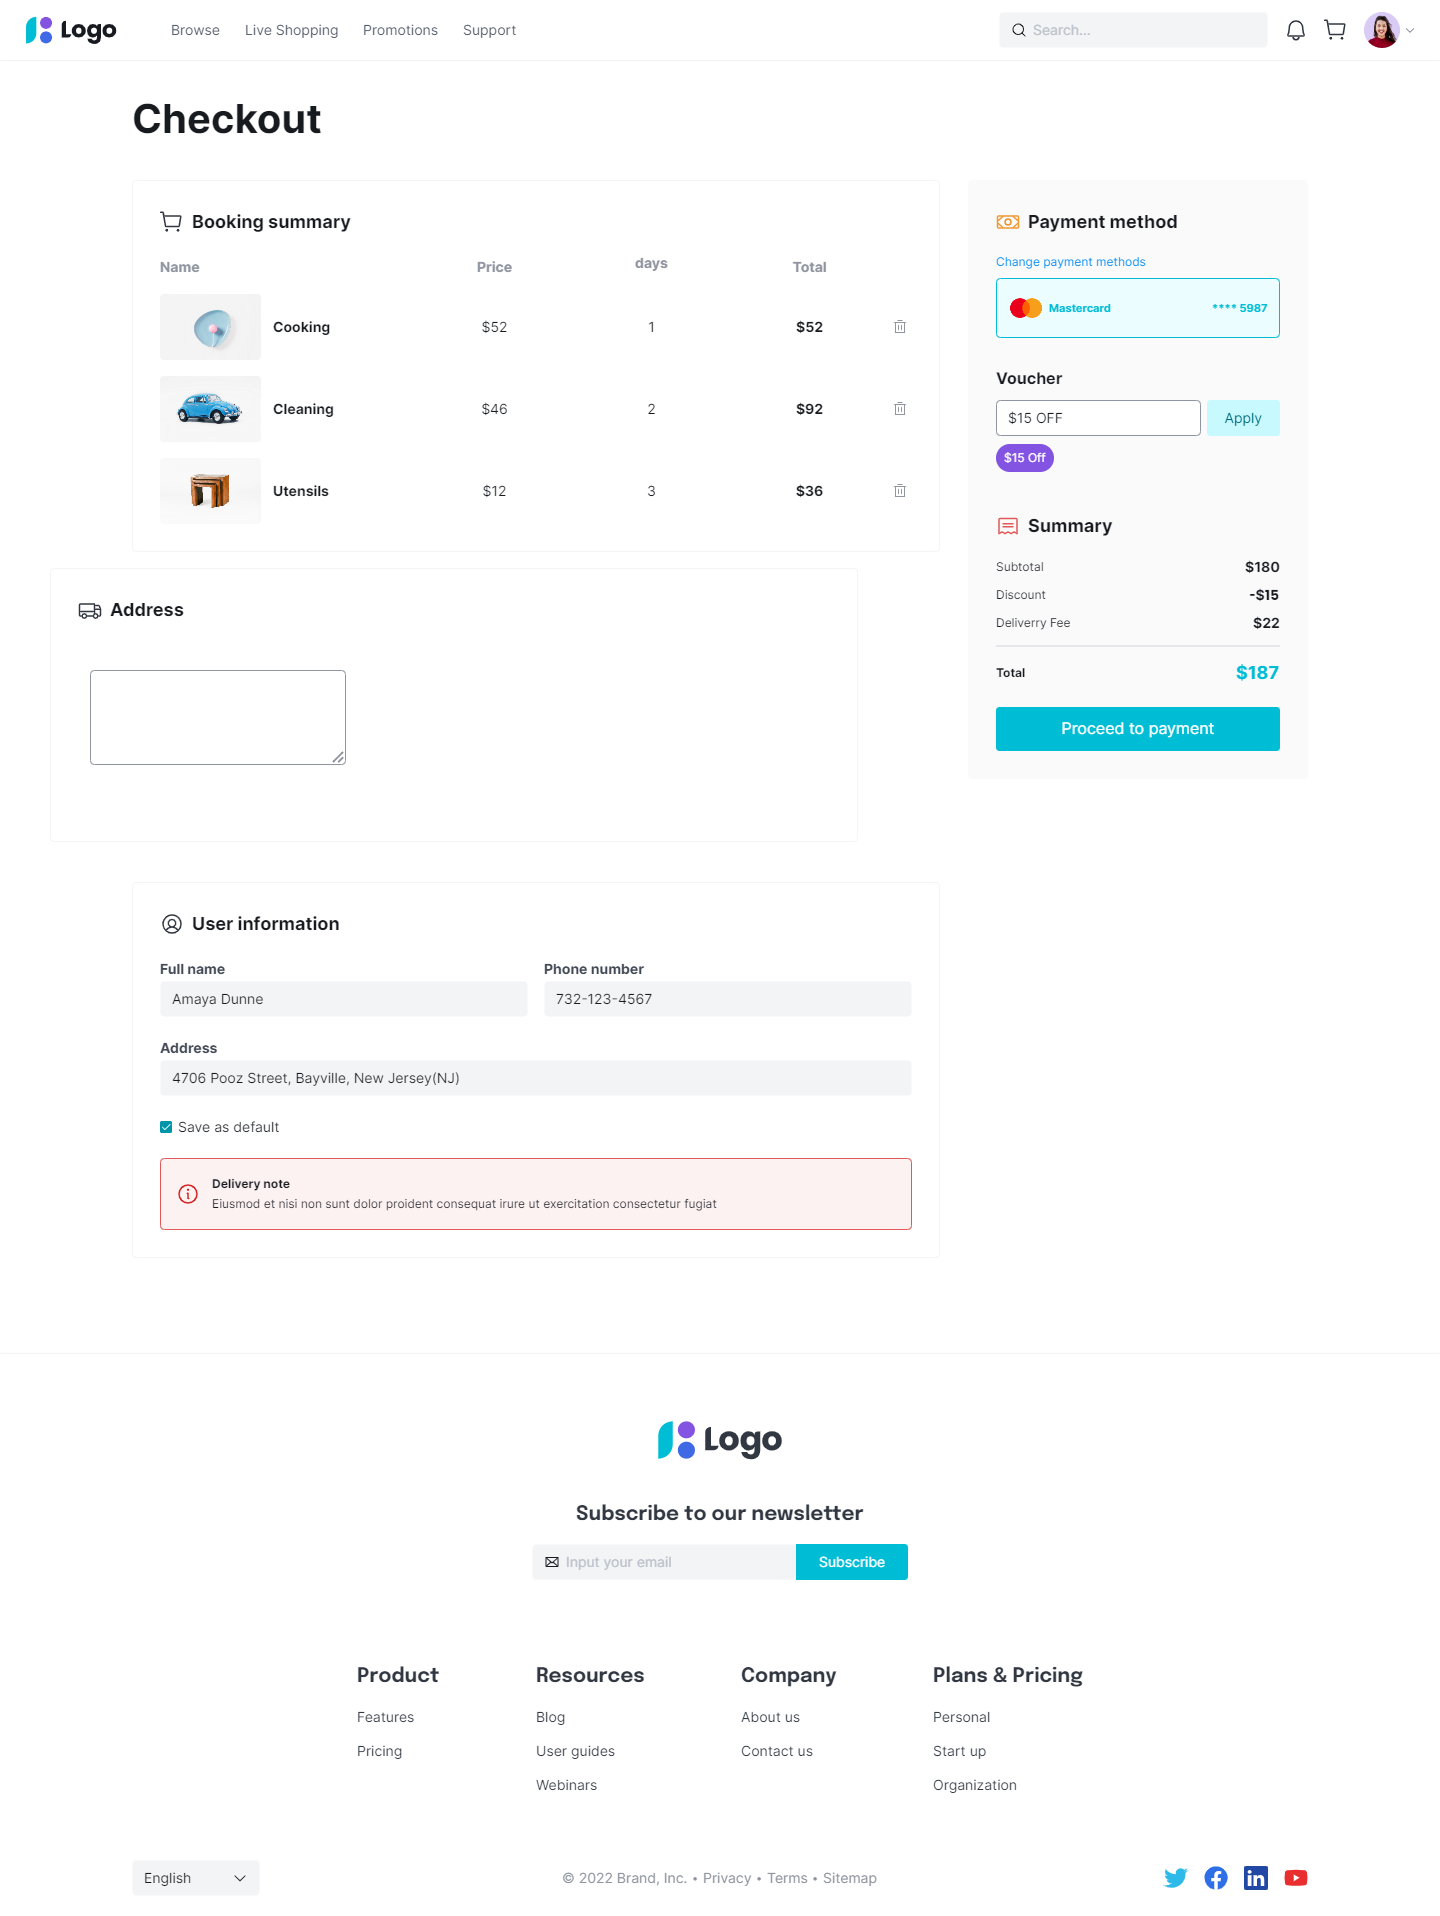 Logo
Browse
Live Shopping
Promotions
Support
Search...
Checkout
Booking summary
Name Price days Total
Cooking $52 1 $52
Cleaning $46 2 $92
Utensils $12 3 $36
Payment method
Change payment methods
Mastercard **** 5987
Voucher
$15 OFF Apply
$15 Off
Summary
Subtotal $180
Discount -$15
Deliverry Fee $22
Total $187
Proceed to payment
Address
User information
Full name Phone number
Amaya Dunne 732-123-4567
Address
4706 Pooz Street, Bayville, New Jersey(NJ)
Save as default
Delivery note
Eiusmod et nisi non sunt dolor proident consequat irure ut exercitation consectetur fugiat
Logo
Subscribe to our newsletter
Input your email Subscribe
Product
Features
Pricing
Resources
Blog
User guides
Webinars
Company
About us
Contact us
Plans & Pricing
Personal
Start up
Organization
English
© 2022 Brand, Inc. • Privacy • Terms • Sitemap